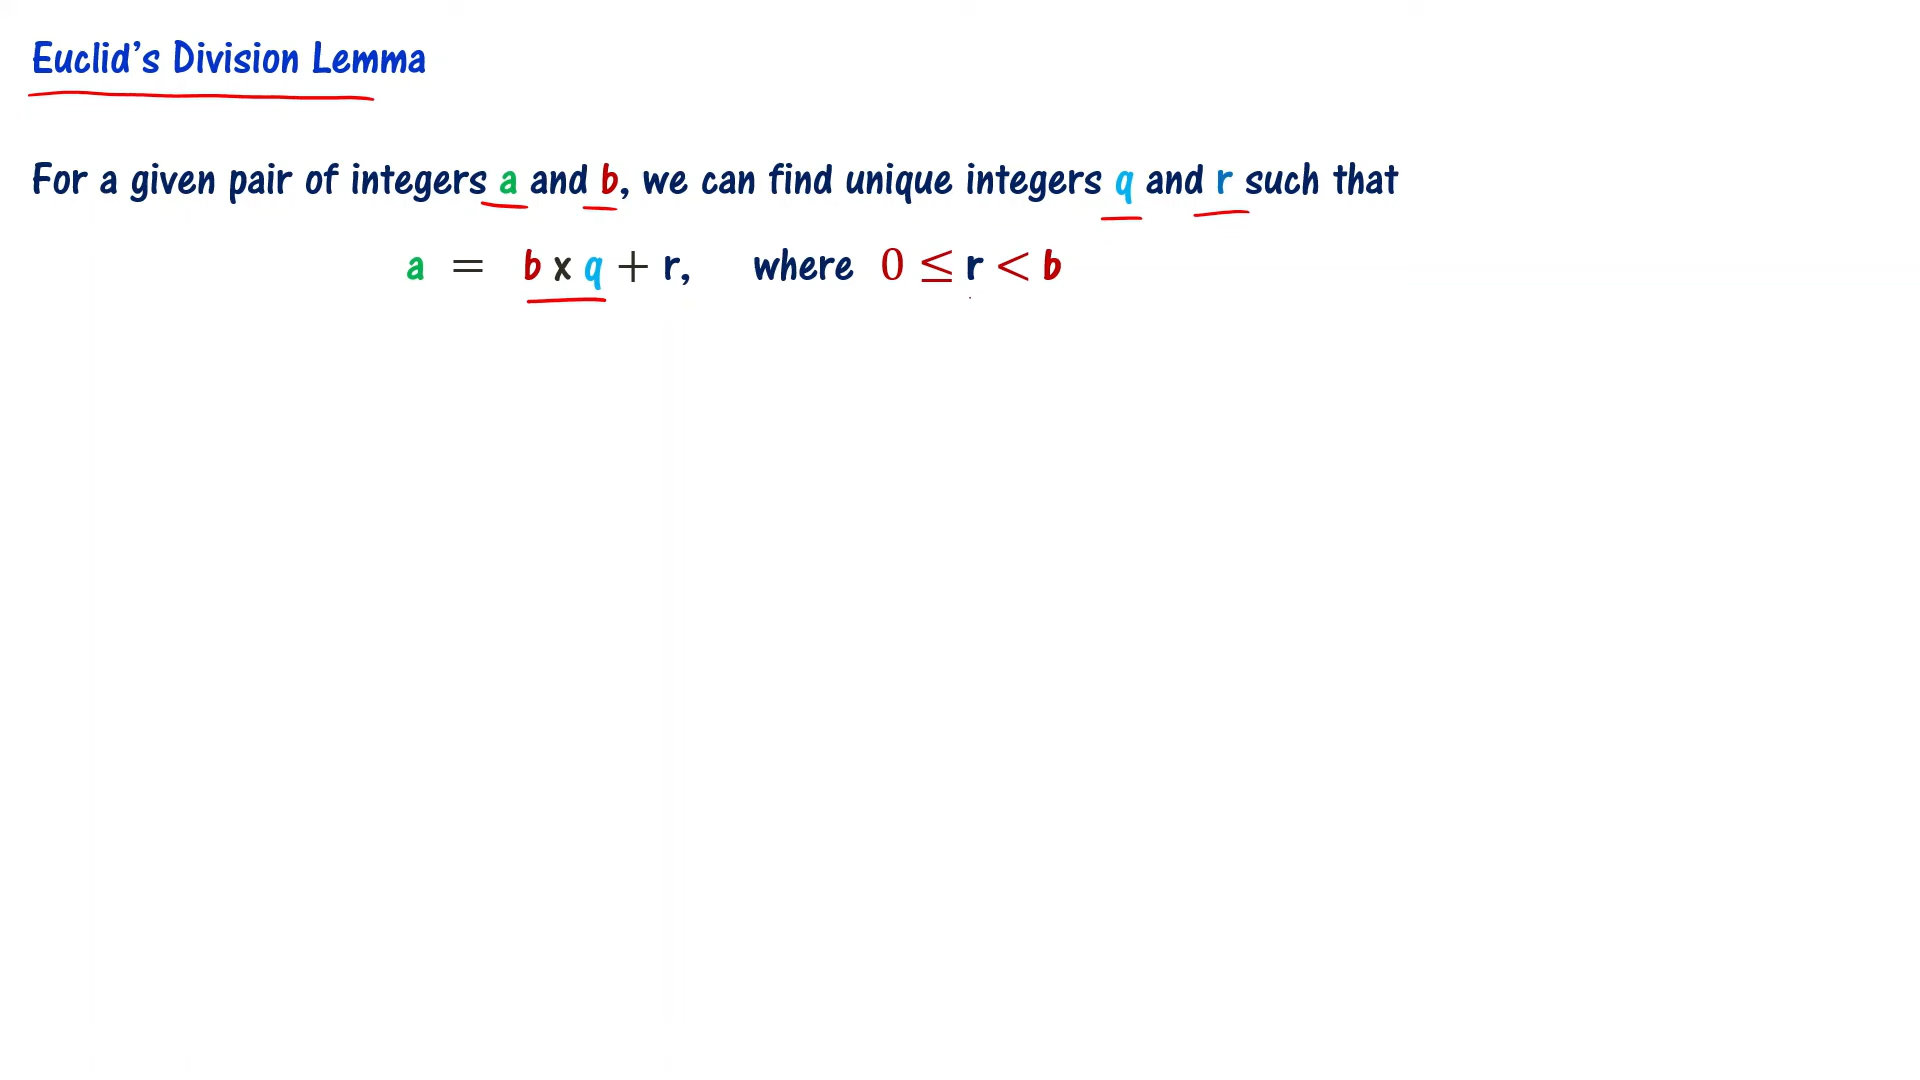 Euclid’s Division Lemma
For a given pair of integers a and b, we can find unique integers q and r such that
a = b x q + r, where 0 ≤ r < b